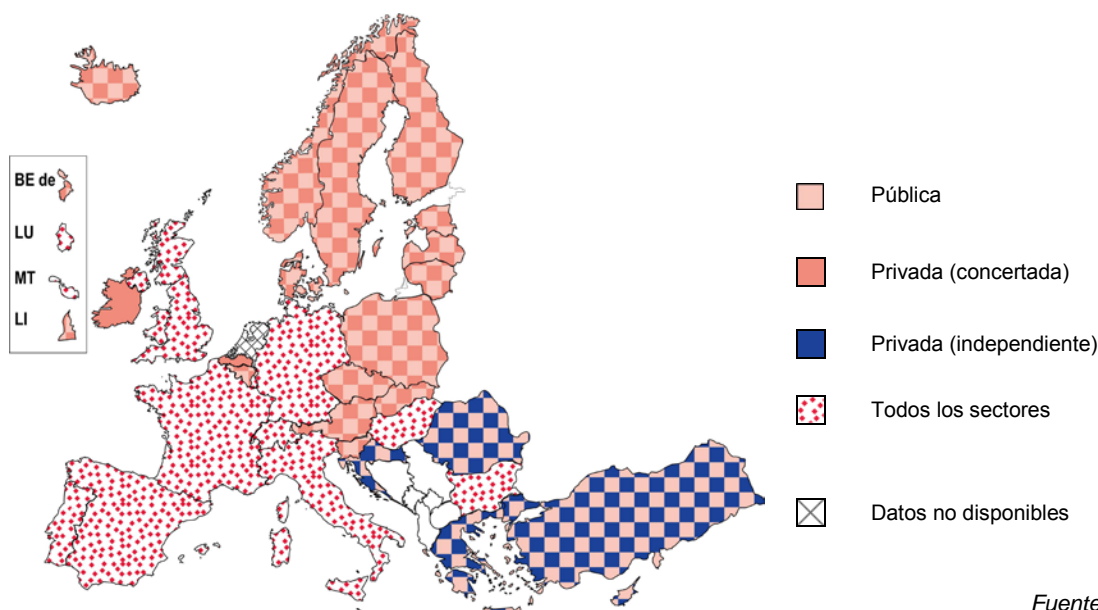 BE de
LU
MT
LI
Pública
Privada (concertada)
Privada (independiente)
Todos los sectores
Datos no disponibles
Fuente